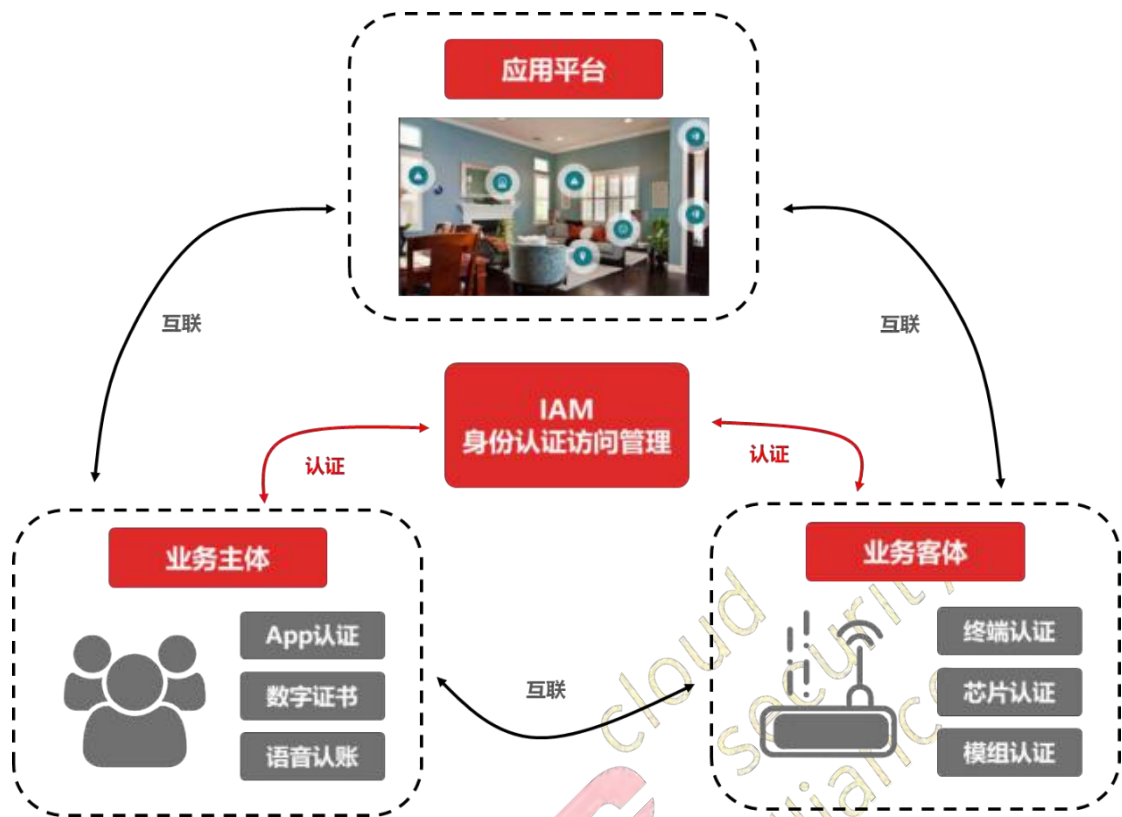 应用平台
互联
互联
IAM
身份认证访问管理
认证
认证
业务主体
App认证
数字证书
语音认账
互联
业务客体
终端认证
芯片认证
模组认证
cloud
security